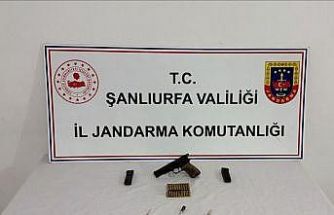 T.C.
ŞANLIURFA VALİLİĞİ
İL JANDARMA KOMUTANLIĞI